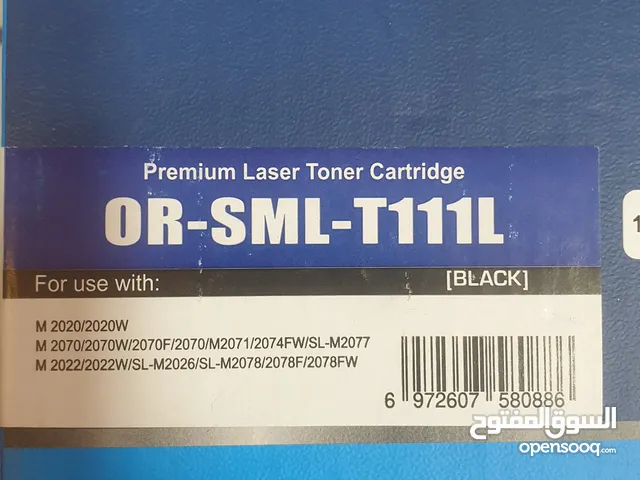 Premium Laser Toner Cartridge
OR-SML-T111L
For use with: [BLACK]
M 2020/2020W
M 2070/2070W/2070F/2070/M2071/2074FW/SL-M2077
M 2022/2022W/SL-M2026/SL-M2078/2078F/2078FW
6 972607 580886
السوق المفتوح
opensooq.com